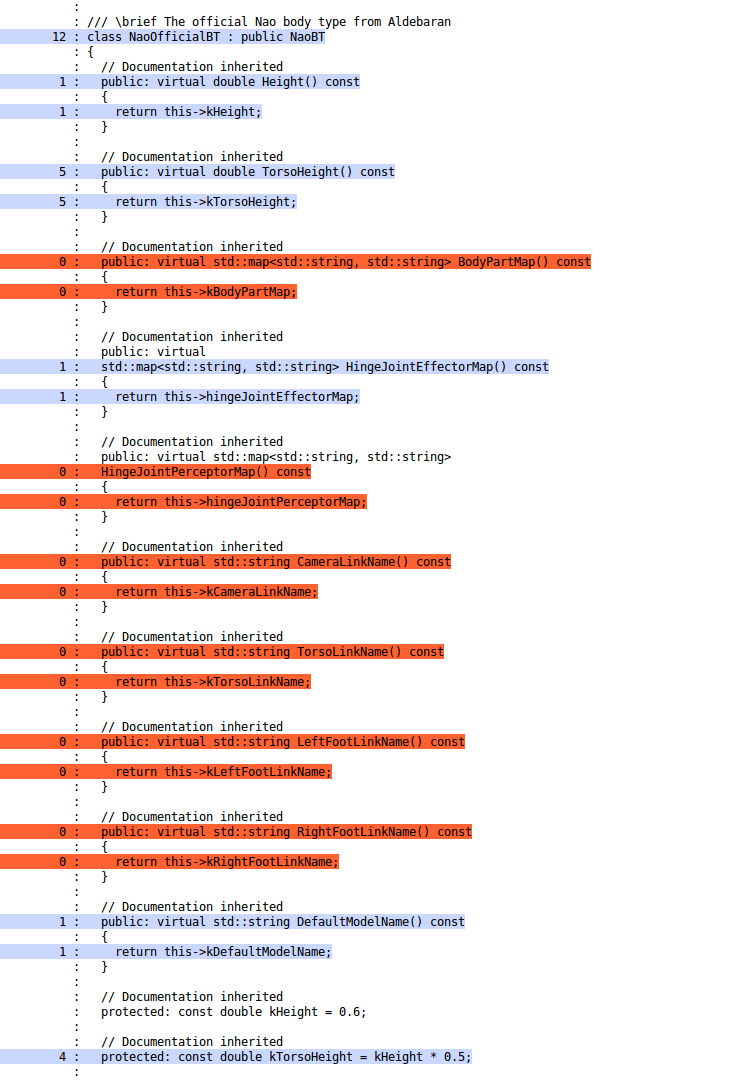 :
: /// \brief The official Nao body type from Aldebaran
12 : class NaoOfficialBT : public NaoBT
: {
:   // Documentation inherited
1 :   public: virtual double Height() const
:   {
1 :     return this->kHeight;
:   }
:
:   // Documentation inherited
5 :   public: virtual double TorsoHeight() const
:   {
5 :     return this->kTorsoHeight;
:   }
:
:   // Documentation inherited
0 :   public: virtual std::map<std::string, std::string> BodyPartMap() const
:   {
0 :     return this->kBodyPartMap;
:   }
:
:   // Documentation inherited
:   public: virtual
1 :   std::map<std::string, std::string> HingeJointEffectorMap() const
:   {
1 :     return this->hingeJointEffectorMap;
:   }
:
:   // Documentation inherited
:   public: virtual std::map<std::string, std::string>
0 :   HingeJointPerceptorMap() const
:   {
0 :     return this->hingeJointPerceptorMap;
:   }
:
:   // Documentation inherited
0 :   public: virtual std::string CameraLinkName() const
:   {
0 :     return this->kCameraLinkName;
:   }
:
:   // Documentation inherited
0 :   public: virtual std::string TorsoLinkName() const
:   {
0 :     return this->kTorsoLinkName;
:   }
:
:   // Documentation inherited
0 :   public: virtual std::string LeftFootLinkName() const
:   {
0 :     return this->kLeftFootLinkName;
:   }
:
:   // Documentation inherited
0 :   public: virtual std::string RightFootLinkName() const
:   {
0 :     return this->kRightFootLinkName;
:   }
:
:   // Documentation inherited
1 :   public: virtual std::string DefaultModelName() const
:   {
1 :     return this->kDefaultModelName;
:   }
:
:   // Documentation inherited
:   protected: const double kHeight = 0.6;
:
:   // Documentation inherited
4 :   protected: const double kTorsoHeight = kHeight * 0.5;
: